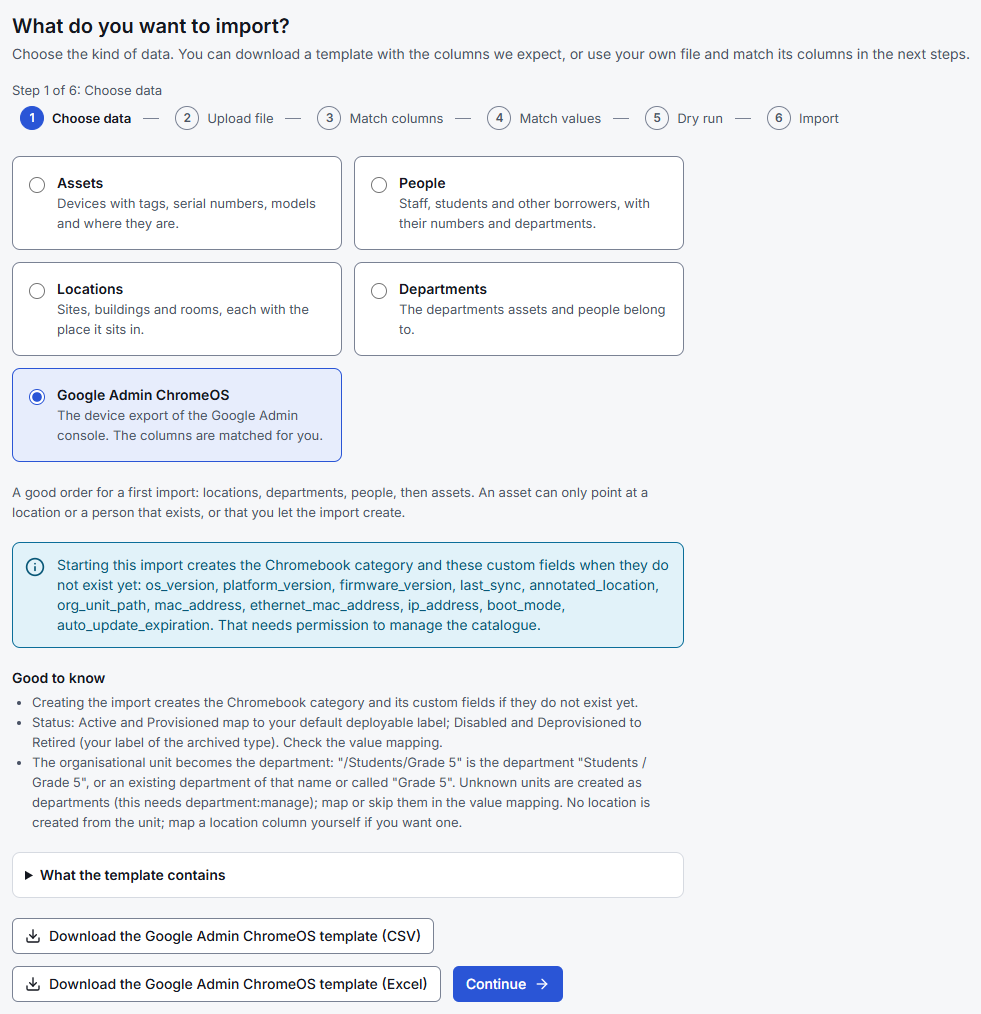 What do you want to import?
Choose the kind of data. You can download a template with the columns we expect, or use your own file and match its columns in the next steps.
Step 1 of 6: Choose data
1 Choose data — 2 Upload file — 3 Match columns — 4 Match values — 5 Dry run — 6 Import
Assets
Devices with tags, serial numbers, models
and where they are.
People
Staff, students and other borrowers, with
their numbers and departments.
Locations
Sites, buildings and rooms, each with the
place it sits in.
Departments
The departments assets and people belong
to.
Google Admin ChromeOS
The device export of the Google Admin
console. The columns are matched for you.
A good order for a first import: locations, departments, people, then assets. An asset can only point at a
location or a person that exists, or that you let the import create.
Starting this import creates the Chromebook category and these custom fields when they do
not exist yet: os_version, platform_version, firmware_version, last_sync, annotated_location,
org_unit_path, mac_address, ethernet_mac_address, ip_address, boot_mode,
auto_update_expiration. That needs permission to manage the catalogue.
Good to know
• Creating the import creates the Chromebook category and its custom fields if they do not exist yet.
• Status: Active and Provisioned map to your default deployable label; Disabled and Deprovisioned to
Retired (your label of the archived type). Check the value mapping.
• The organisational unit becomes the department: "/Students/Grade 5" is the department "Students /
Grade 5", or an existing department of that name or called "Grade 5". Unknown units are created as
departments (this needs department:manage); map or skip them in the value mapping. No location is
created from the unit; map a location column yourself if you want one.
What the template contains
Download the Google Admin ChromeOS template (CSV)
Download the Google Admin ChromeOS template (Excel)
Continue →